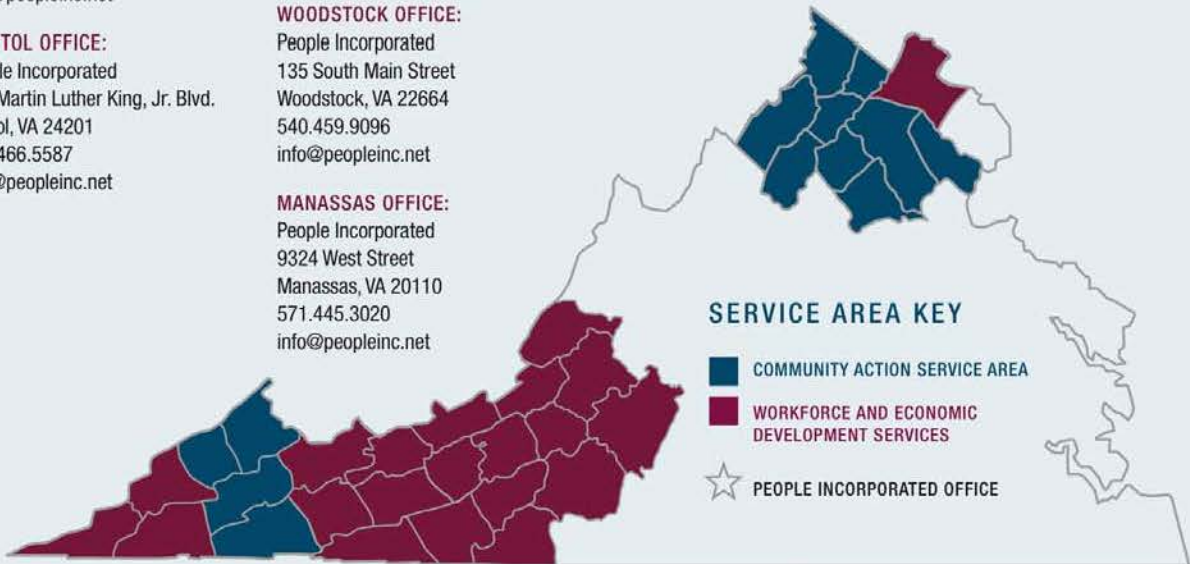 TOL OFFICE:
le Incorporated
Martin Luther King, Jr. Blvd.
ol, VA 24201
466.5587
@peopleinc.net
WOODSTOCK OFFICE:
People Incorporated
135 South Main Street
Woodstock, VA 22664
540.459.9096
info@peopleinc.net
MANASSAS OFFICE:
People Incorporated
9324 West Street
Manassas, VA 20110
571.445.3020
info@peopleinc.net
SERVICE AREA KEY
COMMUNITY ACTION SERVICE AREA
WORKFORCE AND ECONOMIC
DEVELOPMENT SERVICES
PEOPLE INCORPORATED OFFICE